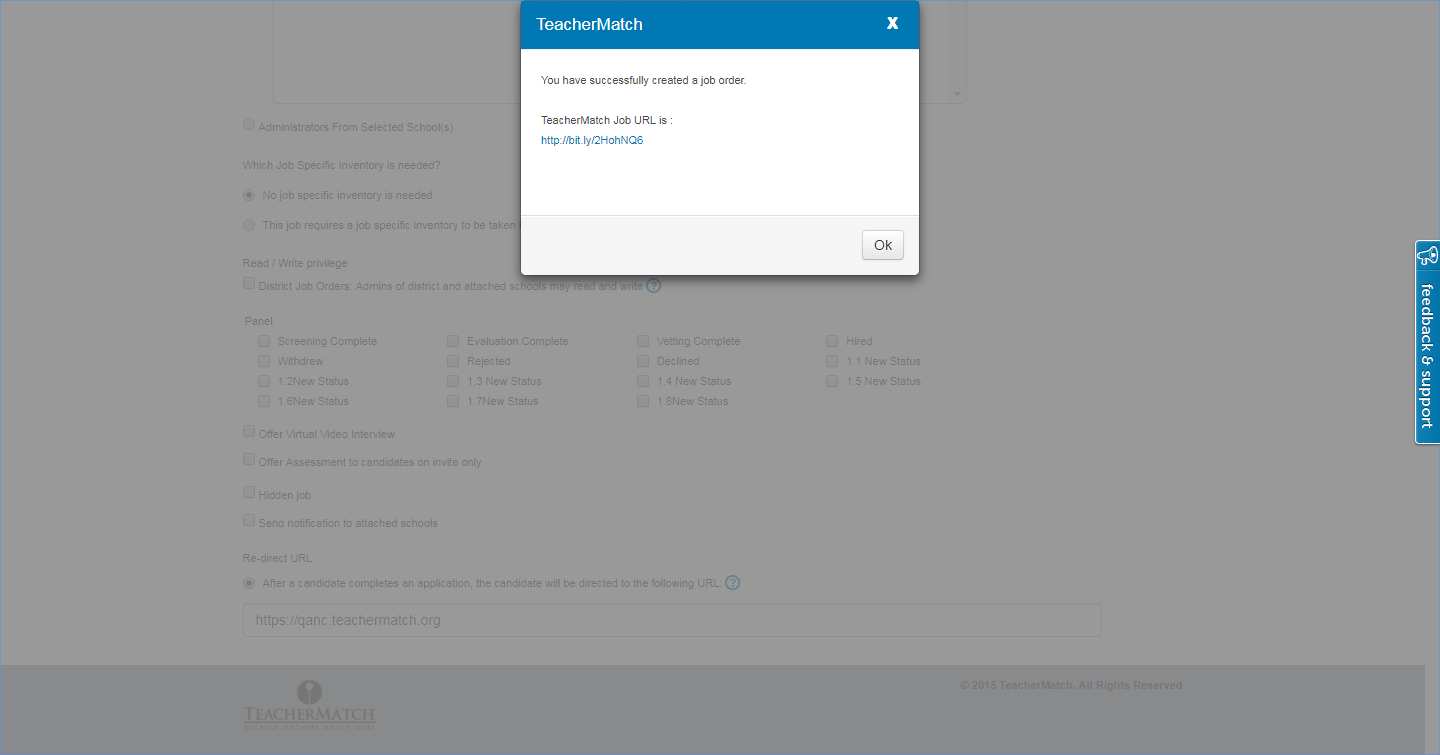 TeacherMatch
x
You have successfully created a job order.
TeacherMatch Job URL is :
http://bit.ly/2HohNQ6
Ok
Administrators From Selected School(s)
Which Job Specific Inventory is needed?
No job specific inventory is needed
This job requires a job specific inventory to be taken
Read / Write privilege
District Job Orders: Admins of district and attached schools may read and write ?
Panel
Screening Complete Evaluation Complete Vetting Complete Hired
Withdrew Rejected Declined 1.1 New Status
1.2New Status 1.3 New Status 1.4 New Status 1.5 New Status
1.6New Status 1.7New Status 1.8New Status
Offer Virtual Video Interview
Offer Assessment to candidates on invite only
Hidden job
Send notification to attached schools
Re-direct URL
After a candidate completes an application, the candidate will be directed to the following URL: ?
https://qanc.teachermatch.org
feedback & support
© 2015 TeacherMatch. All Rights Reserved
TEACHERMATCH
BECAUSE TEACHERS MATTER MOST